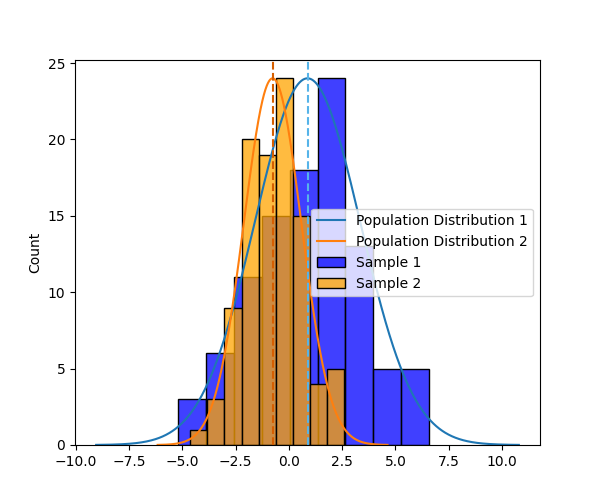 25
20
15
10
5
0
Count
Population Distribution 1
Population Distribution 2
Sample 1
Sample 2
−10.0 −7.5 −5.0 −2.5 0.0 2.5 5.0 7.5 10.0